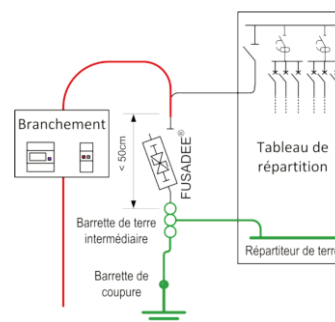 Branchement
< 50cm
FUSADEE®
Tableau de
répartition
Barrette de terre
intermédiaire
Répartiteur de terre
Barrette de
coupure